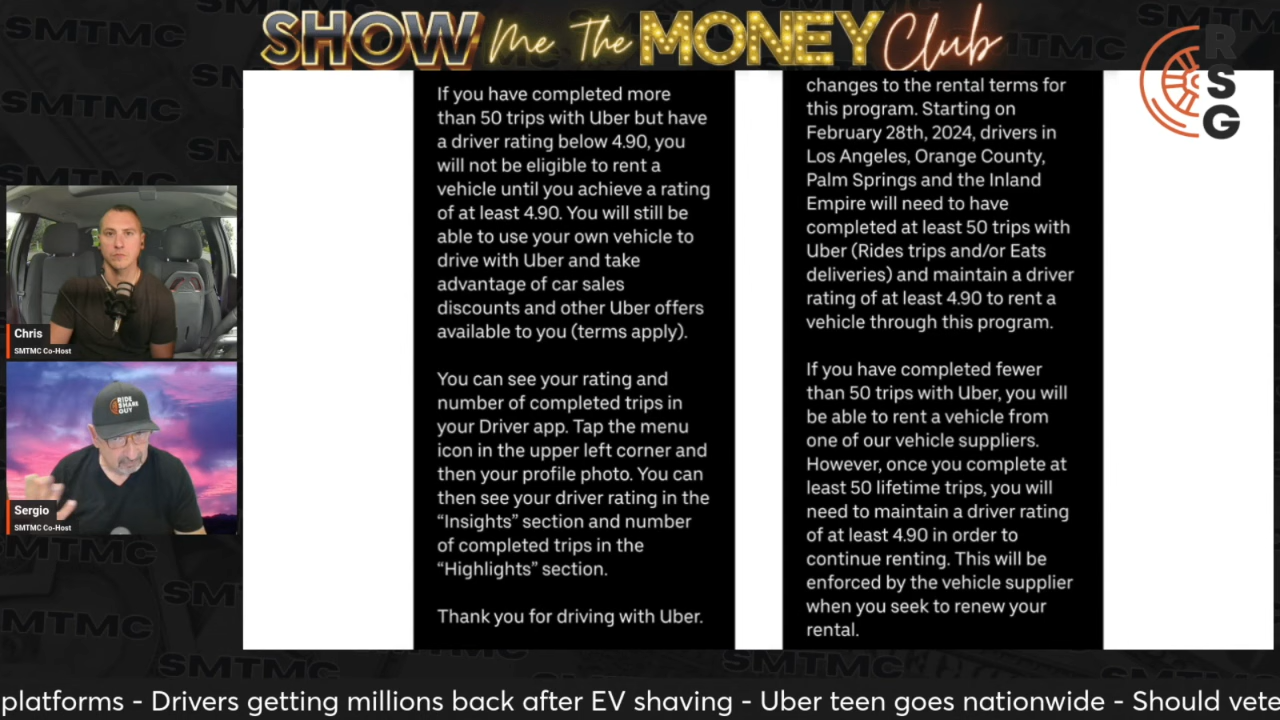 SHOW Me The MONEY Club
RSG
If you have completed more
than 50 trips with Uber but have
a driver rating below 4.90, you
will not be eligible to rent a
vehicle until you achieve a rating
of at least 4.90. You will still be
able to use your own vehicle to
drive with Uber and take
advantage of car sales
discounts and other Uber offers
available to you (terms apply).
You can see your rating and
number of completed trips in
your Driver app. Tap the menu
icon in the upper left corner and
then your profile photo. You can
then see your driver rating in the
“Insights” section and number
of completed trips in the
“Highlights” section.
Thank you for driving with Uber.
changes to the rental terms for
this program. Starting on
February 28th, 2024, drivers in
Los Angeles, Orange County,
Palm Springs and the Inland
Empire will need to have
completed at least 50 trips with
Uber (Rides trips and/or Eats
deliveries) and maintain a driver
rating of at least 4.90 to rent a
vehicle through this program.
If you have completed fewer
than 50 trips with Uber, you will
be able to rent a vehicle from
one of our vehicle suppliers.
However, once you complete at
least 50 lifetime trips, you will
need to maintain a driver rating
of at least 4.90 in order to
continue renting. This will be
enforced by the vehicle supplier
when you seek to renew your
rental.
Chris
SMTMC Co-Host
RIDE
SHARE
GUY
Sergio
SMTMC Co-Host
platforms - Drivers getting millions back after EV shaving - Uber teen goes nationwide - Should vete